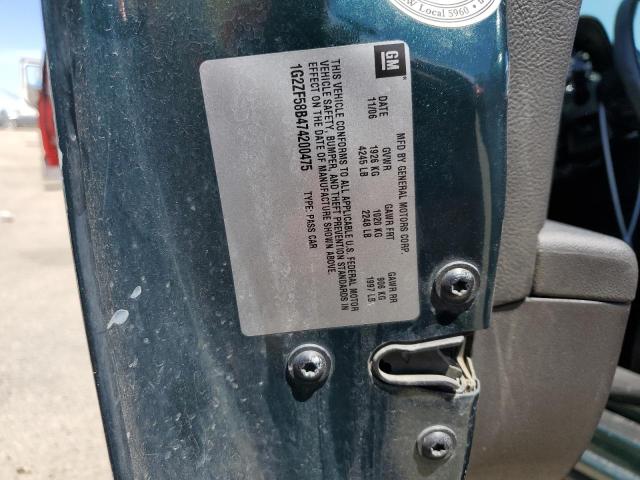 W Local 5960
GM
MFD BY GENERAL MOTORS CORP.
DATE GVWR GAWR FRT GAWR RR
11/06 1926 KG 1020 KG 906 KG
4245 LB 2248 LB 1997 LB
THIS VEHICLE CONFORMS TO ALL APPLICABLE U.S. FEDERAL MOTOR
VEHICLE SAFETY, BUMPER, AND THEFT PREVENTION STANDARDS IN
EFFECT ON THE DATE OF MANUFACTURE SHOWN ABOVE.
1G2ZF58B474200475 TYPE: PASS CAR